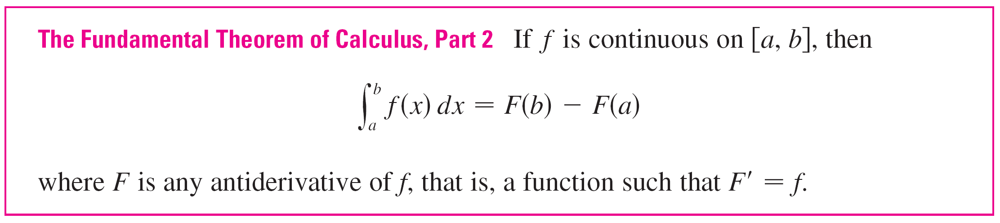 The Fundamental Theorem of Calculus, Part 2 If f is continuous on [a, b], then
∫ₐᵇ f(x) dx = F(b) − F(a)
where F is any antiderivative of f, that is, a function such that F′ = f.